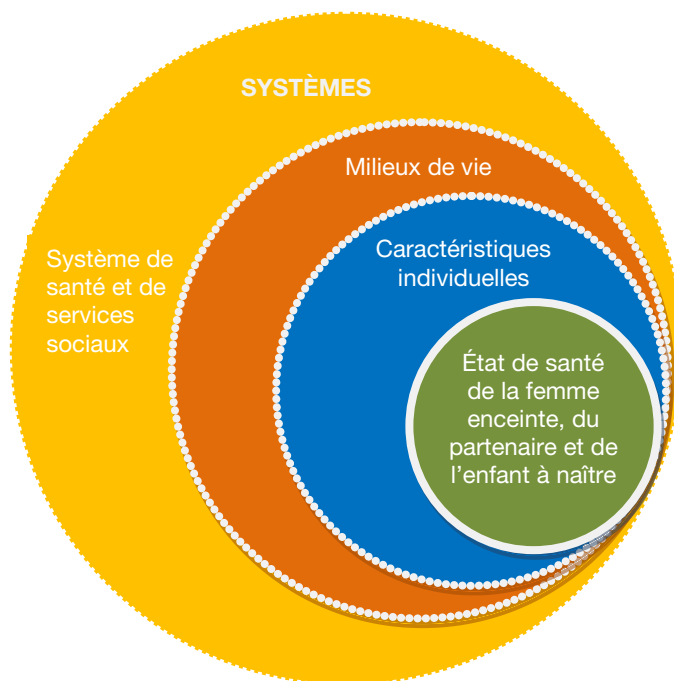 SYSTÈMES
Milieux de vie
Système de
santé et de
services
sociaux
Caractéristiques
individuelles
État de santé
de la femme
enceinte, du
partenaire et de
l’enfant à naître